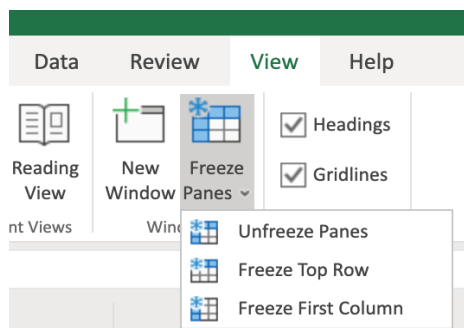 Data Review View Help
Reading View
New Window
Freeze Panes
Headings
Gridlines
nt Views
Wind
Unfreeze Panes
Freeze Top Row
Freeze First Column